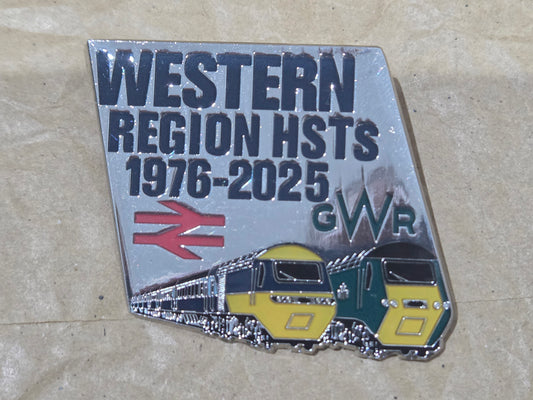 WESTERN
REGION HSTs
1976-2025
GWR